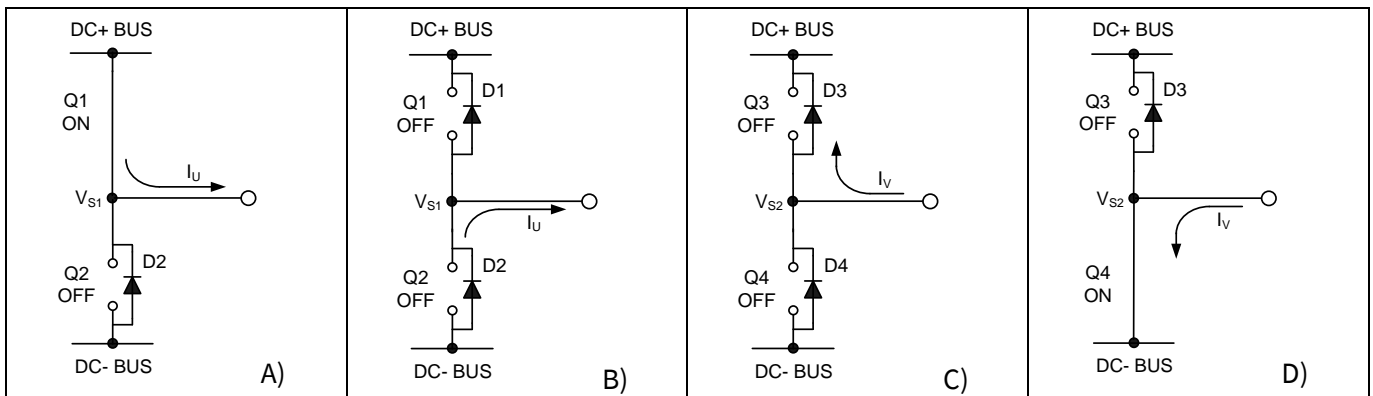 DC+ BUS
Q1
ON
I_U
V_S1
Q2
OFF
D2
DC- BUS
A)
DC+ BUS
Q1
OFF
D1
V_S1
I_U
Q2
OFF
D2
DC- BUS
B)
DC+ BUS
Q3
OFF
D3
I_V
V_S2
Q4
OFF
D4
DC- BUS
C)
DC+ BUS
Q3
OFF
D3
V_S2
I_V
Q4
ON
DC- BUS
D)